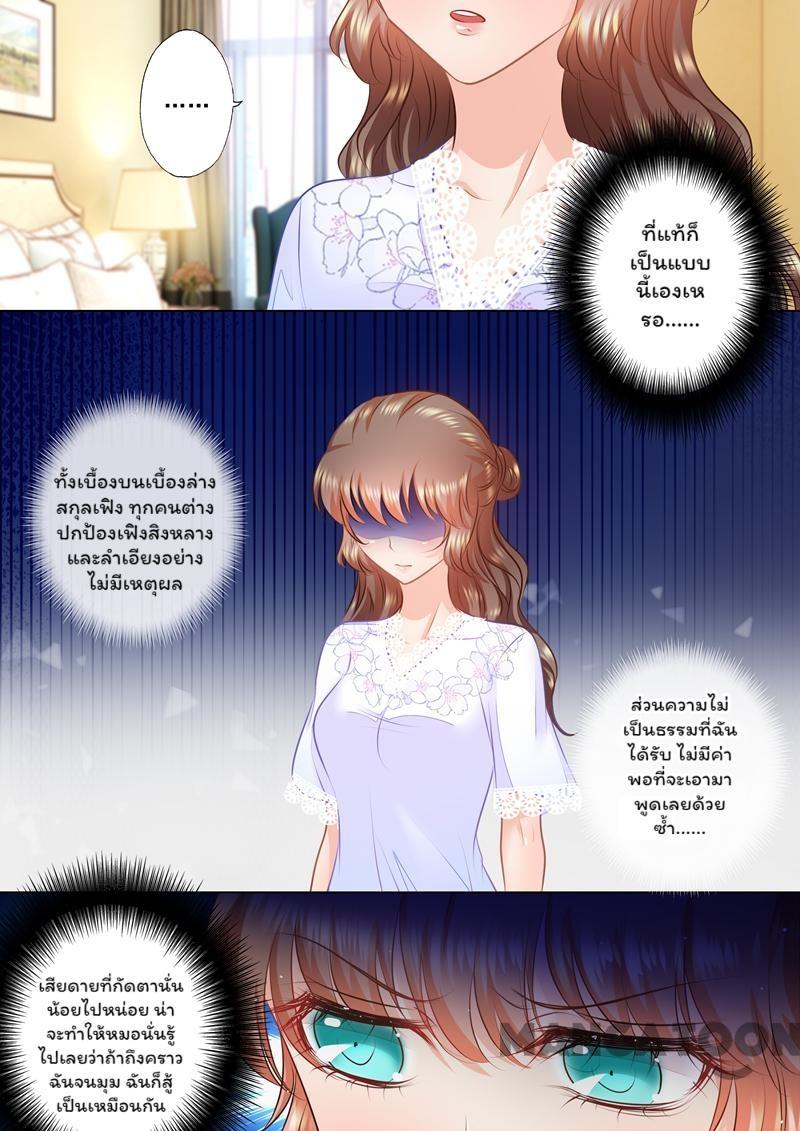 ......
ที่แท้ก็
เป็นแบบ
นี้เองเห
รอ......
ทั้งเบื้องบนเบื้องล่าง
สกุลเฟิง ทุกคนต่าง
ปกป้องเฟิงสิงหลาง
และลำเอียงอย่าง
ไม่มีเหตุผล
ส่วนความไม่
เป็นธรรมที่ฉัน
ได้รับ ไม่มีค่า
พอที่จะเอามา
พูดเลยด้วย
ซ้ำ......
เสียดายที่กัดตานั่น
น้อยไปหน่อย น่า
จะทำให้หมอนั่นรู้
ไปเลยว่าถ้าถึงคราว
ฉันจนมุม ฉันก็สู้
เป็นเหมือนกัน
MANGATOON